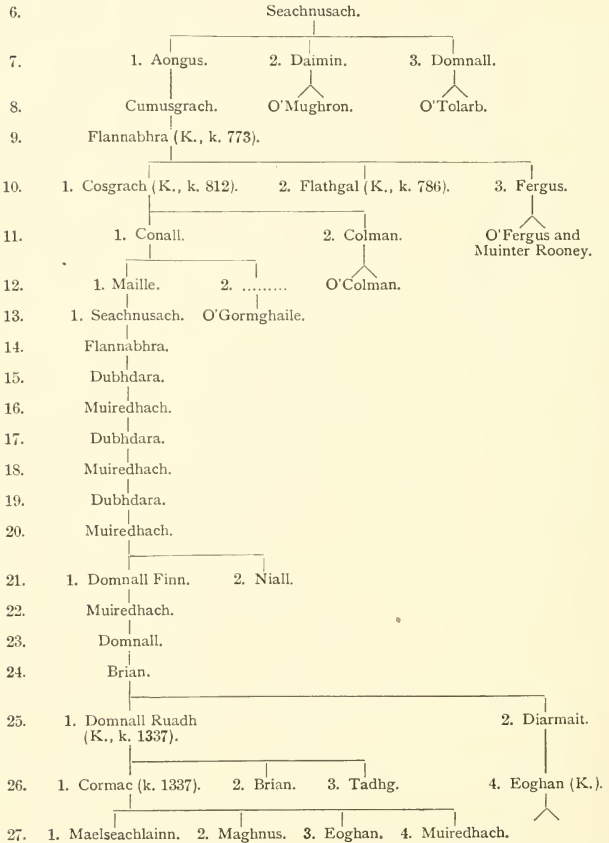 6. Seachnusach.
7. 1. Aongus. 2. Daimin. 3. Domnall.
8. Cumusgrach. O'Mughron. O'Tolarb.
9. Flannabhra (K., k. 773).
10. 1. Cosgrach (K., k. 812). 2. Flathgal (K., k. 786). 3. Fergus.
11. 1. Conall. 2. Colman. O'Fergus and
Muinter Rooney.
12. 1. Maille. 2. ......... O'Colman.
13. 1. Seachnusach. O'Gormghaile.
14. Flannabhra.
15. Dubhdara.
16. Muiredhach.
17. Dubhdara.
18. Muiredhach.
19. Dubhdara.
20. Muiredhach.
21. 1. Domnall Finn. 2. Niall.
22. Muiredhach.
23. Domnall.
24. Brian.
25. 1. Domnall Ruadh 2. Diarmait.
(K., k. 1337).
26. 1. Cormac (k. 1337). 2. Brian. 3. Tadhg. 4. Eoghan (K.).
27. 1. Maelseachlainn. 2. Maghnus. 3. Eoghan. 4. Muiredhach.